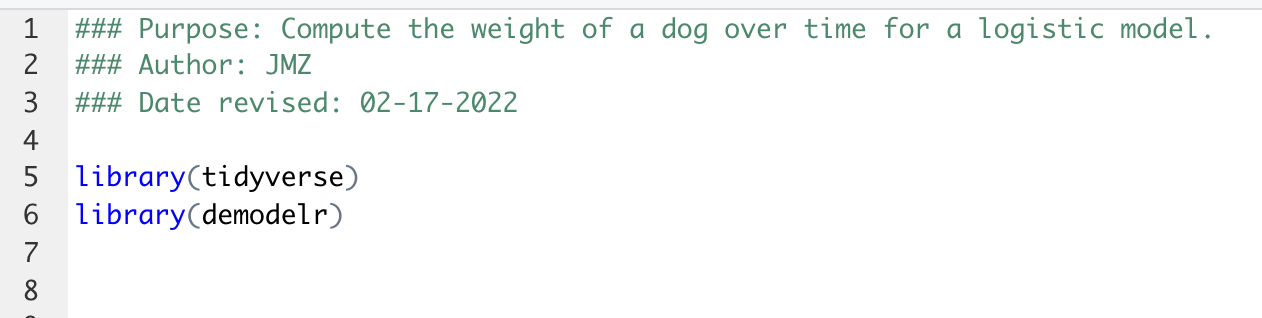 1 ### Purpose: Compute the weight of a dog over time for a logistic model.
2 ### Author: JMZ
3 ### Date revised: 02-17-2022
4
5 library(tidyverse)
6 library(demodelr)
7
8